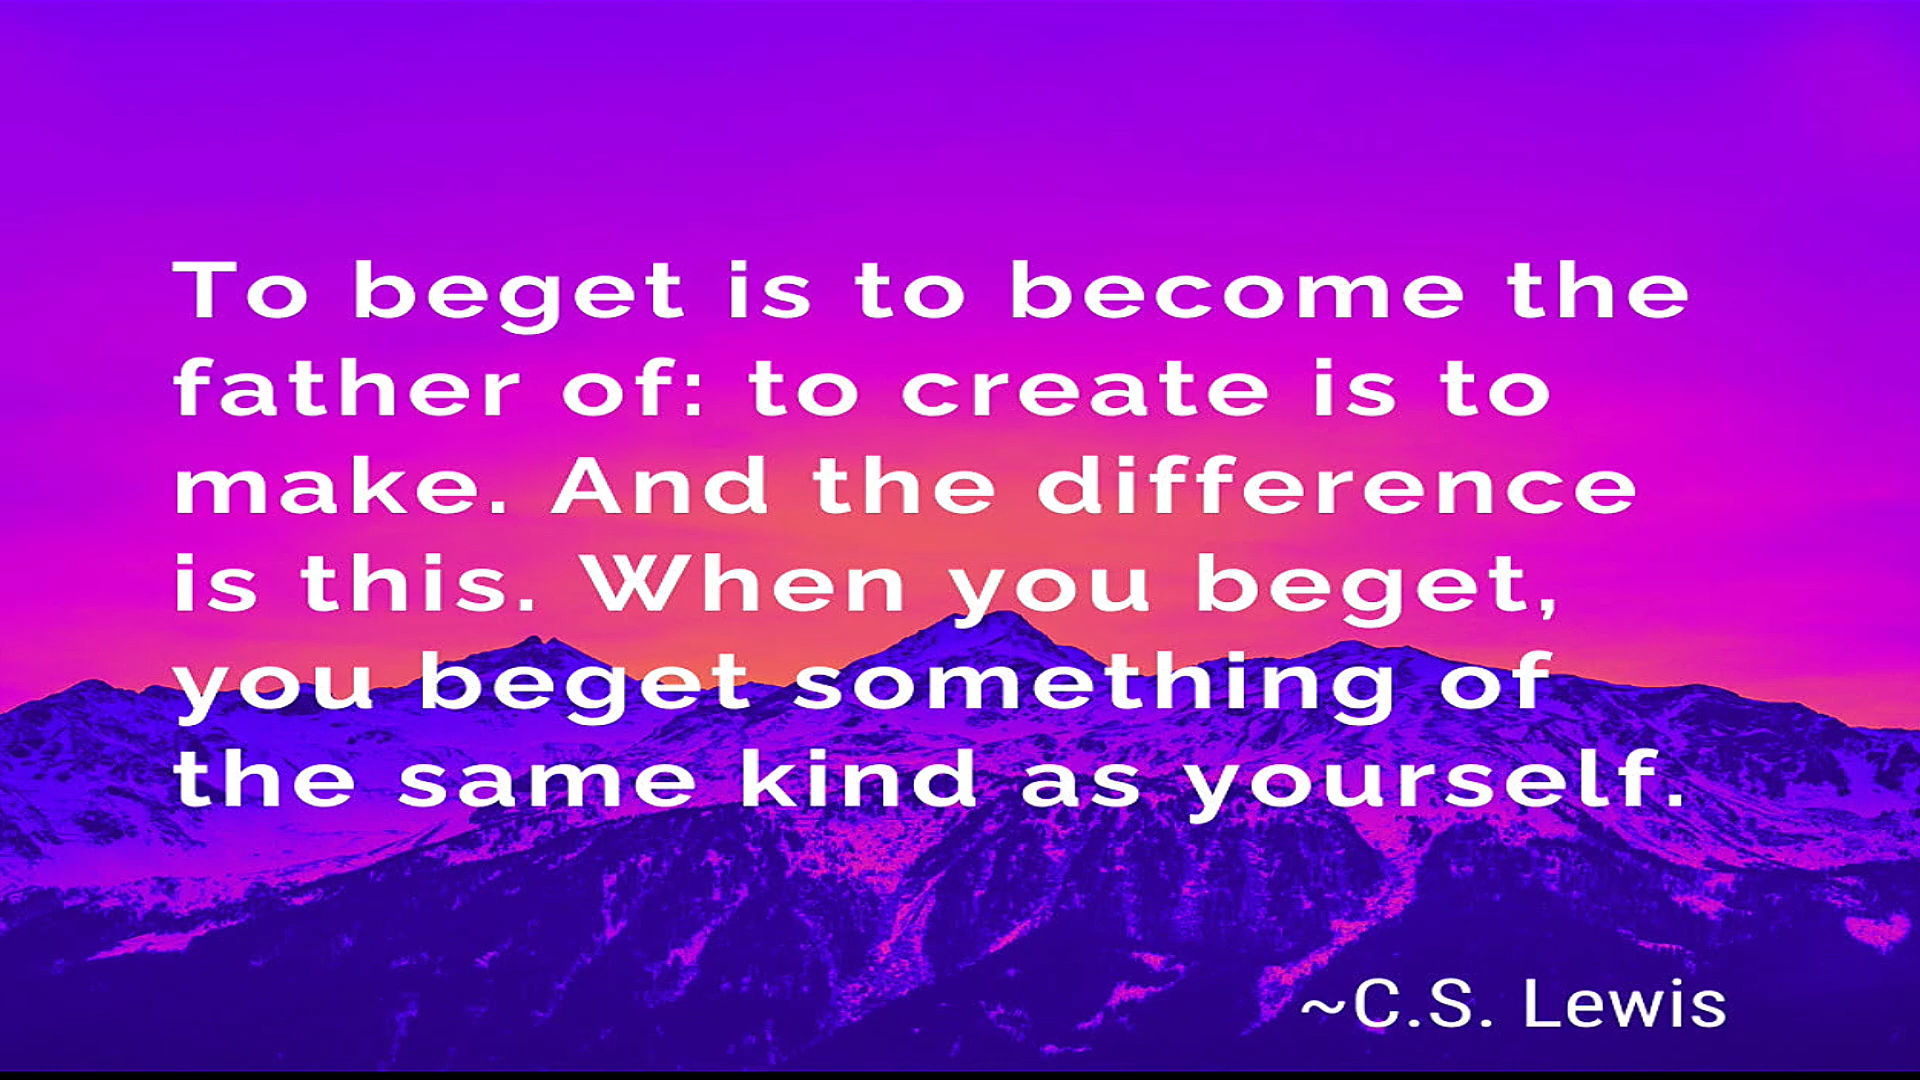 To beget is to become the
father of: to create is to
make. And the difference
is this. When you beget,
you beget something of
the same kind as yourself.
~C.S. Lewis